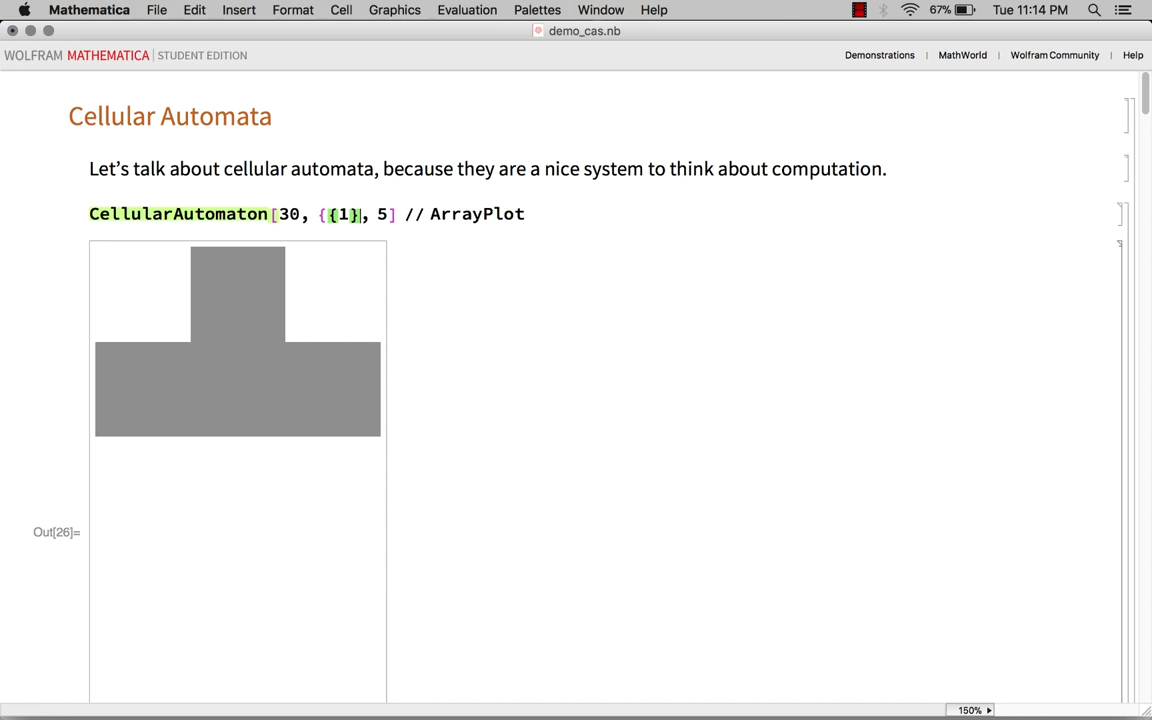 Mathematica File Edit Insert Format Cell Graphics Evaluation Palettes Window Help 67% Tue 11:14 PM
demo_cas.nb
WOLFRAM MATHEMATICA | STUDENT EDITION Demonstrations | MathWorld | Wolfram Community | Help
Cellular Automata
Let’s talk about cellular automata, because they are a nice system to think about computation.
CellularAutomaton[30, {{1}, 5] // ArrayPlot
Out[26]=
150%